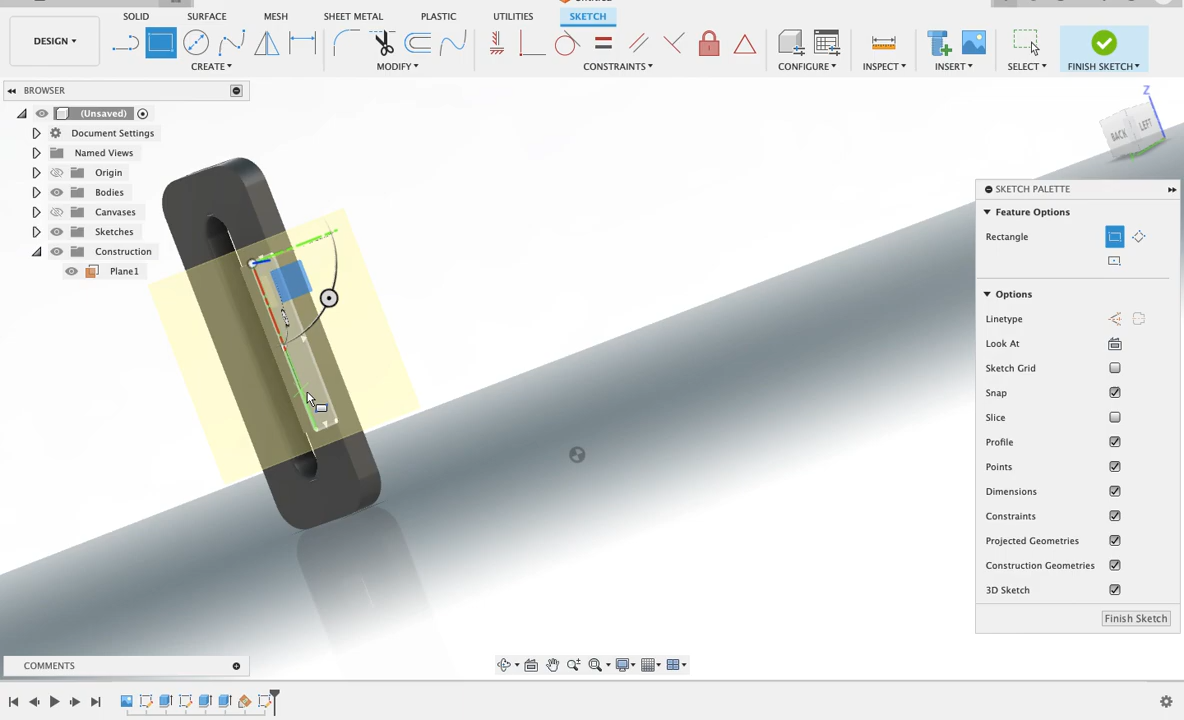 SOLID SURFACE MESH SHEET METAL PLASTIC UTILITIES SKETCH
DESIGN
CREATE MODIFY CONSTRAINTS CONFIGURE INSPECT INSERT SELECT FINISH SKETCH
BROWSER
(Unsaved)
Document Settings
Named Views
Origin
Bodies
Canvases
Sketches
Construction
Plane1
Z
BACK LEFT
SKETCH PALETTE
Feature Options
Rectangle
Options
Linetype
Look At
Sketch Grid
Snap
Slice
Profile
Points
Dimensions
Constraints
Projected Geometries
Construction Geometries
3D Sketch
Finish Sketch
COMMENTS